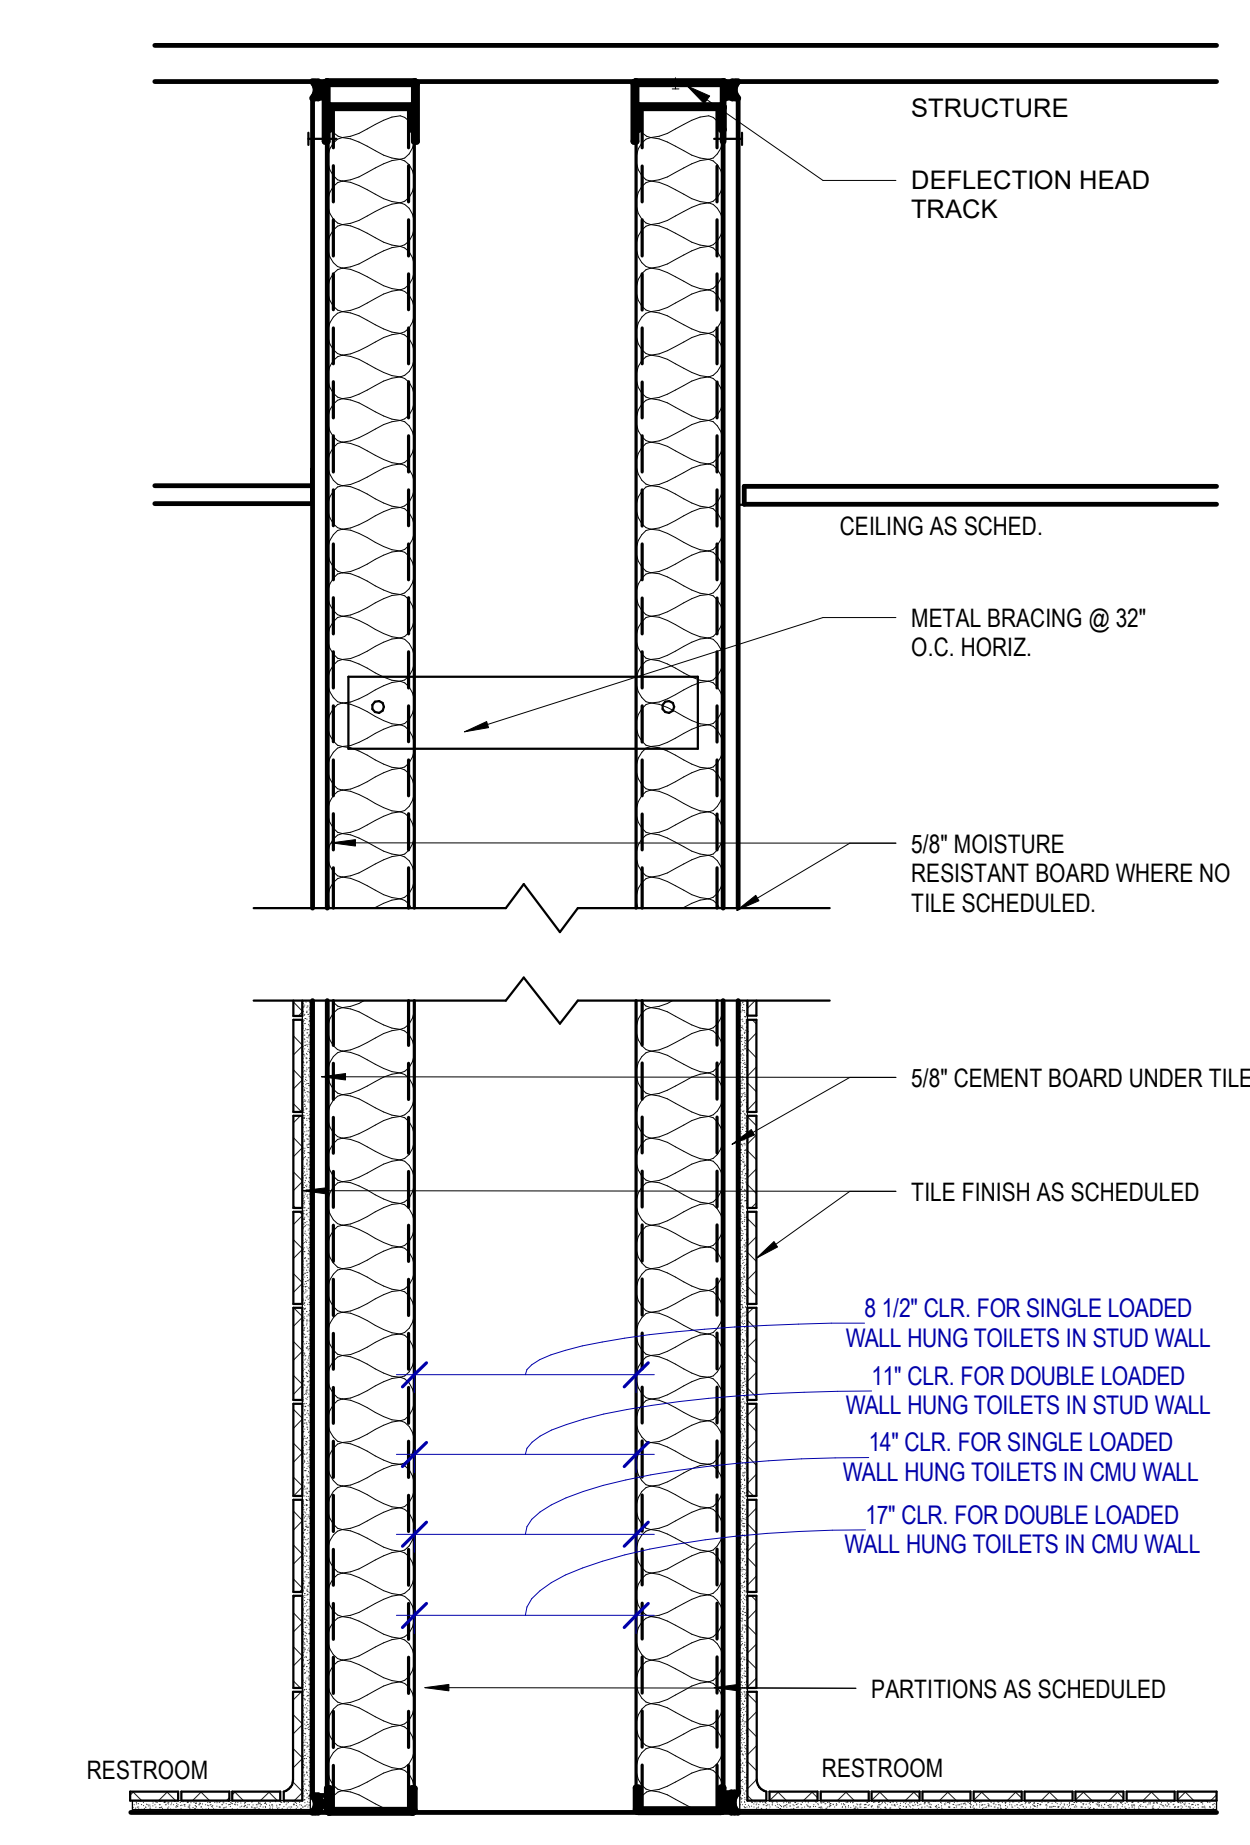 STRUCTURE
DEFLECTION HEAD
TRACK
CEILING AS SCHED.
METAL BRACING @ 32"
O.C. HORIZ.
5/8" MOISTURE
RESISTANT BOARD WHERE NO
TILE SCHEDULED.
5/8" CEMENT BOARD UNDER TILE
TILE FINISH AS SCHEDULED
8 1/2" CLR. FOR SINGLE LOADED
WALL HUNG TOILETS IN STUD WALL
11" CLR. FOR DOUBLE LOADED
WALL HUNG TOILETS IN STUD WALL
14" CLR. FOR SINGLE LOADED
WALL HUNG TOILETS IN CMU WALL
17" CLR. FOR DOUBLE LOADED
WALL HUNG TOILETS IN CMU WALL
PARTITIONS AS SCHEDULED
RESTROOM
RESTROOM